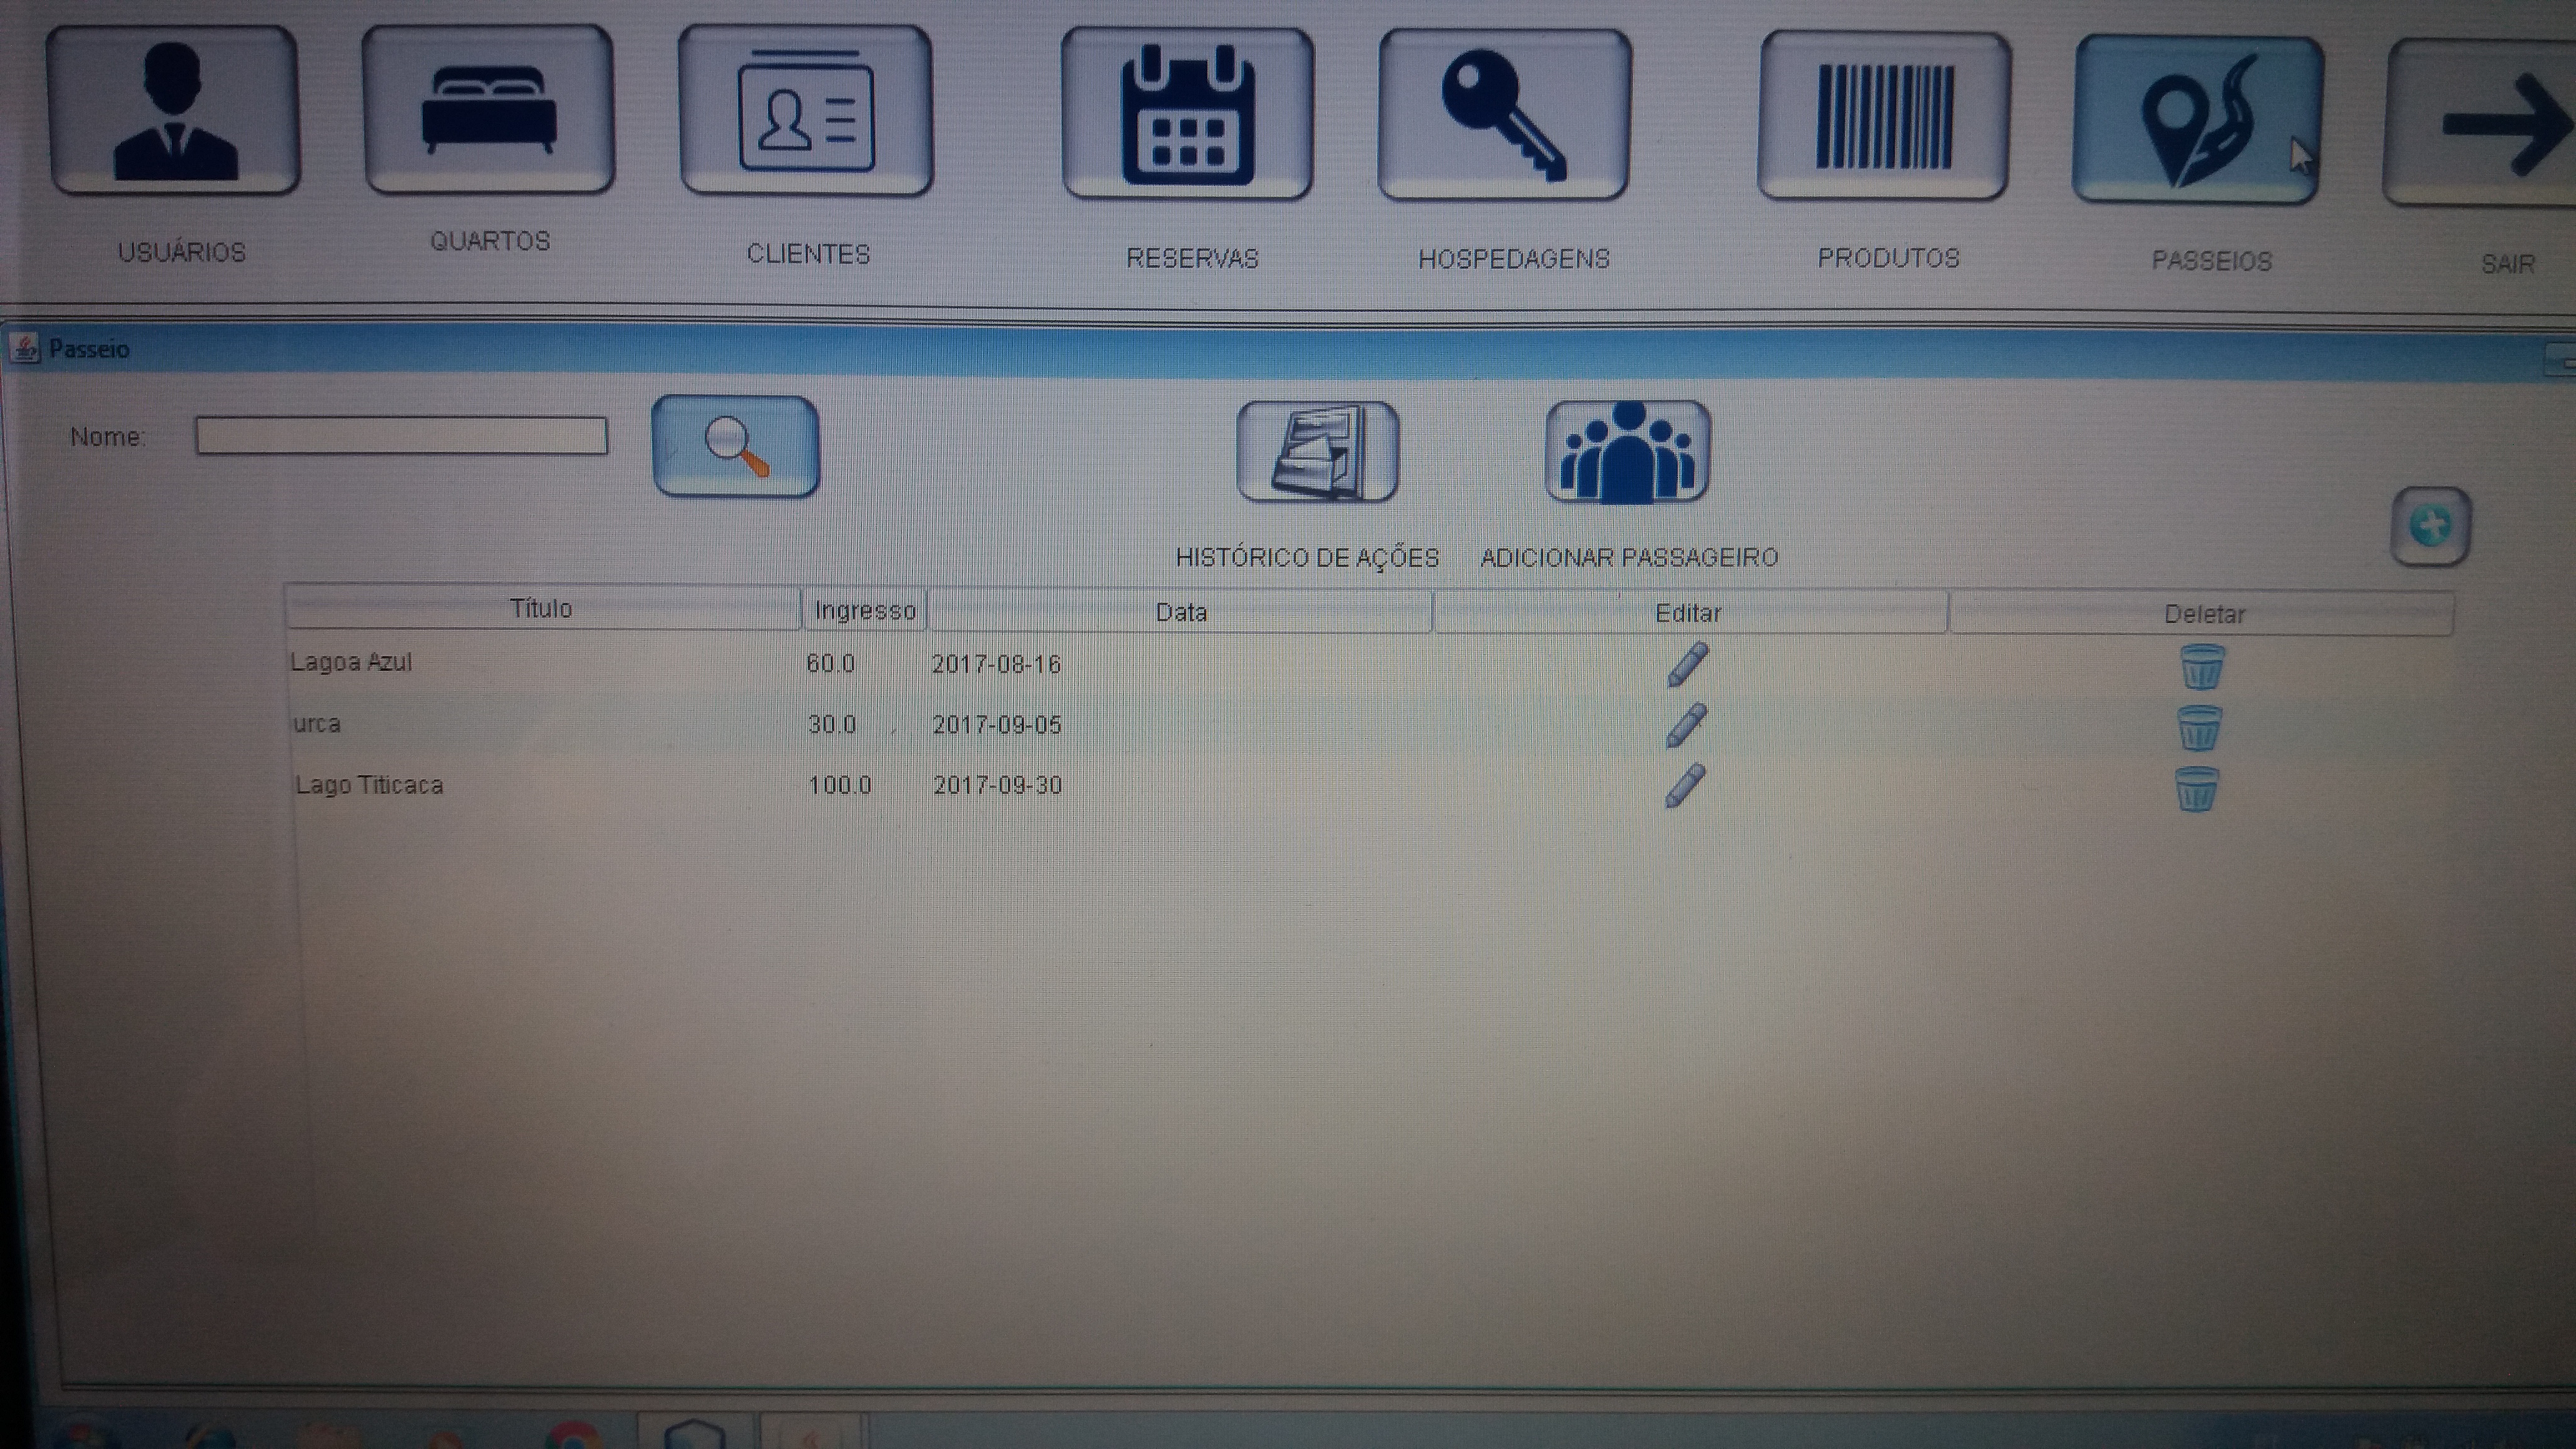 USUÁRIOS QUARTOS CLIENTES RESERVAS HOSPEDAGENS PRODUTOS PASSEIOS SAIR
Passeio
Nome:
HISTÓRICO DE AÇÕES ADICIONAR PASSAGEIRO
Título Ingresso Data Editar Deletar
Lagoa Azul 60.0 2017-08-16
urca 30.0 2017-09-05
Lago Titicaca 100.0 2017-09-30